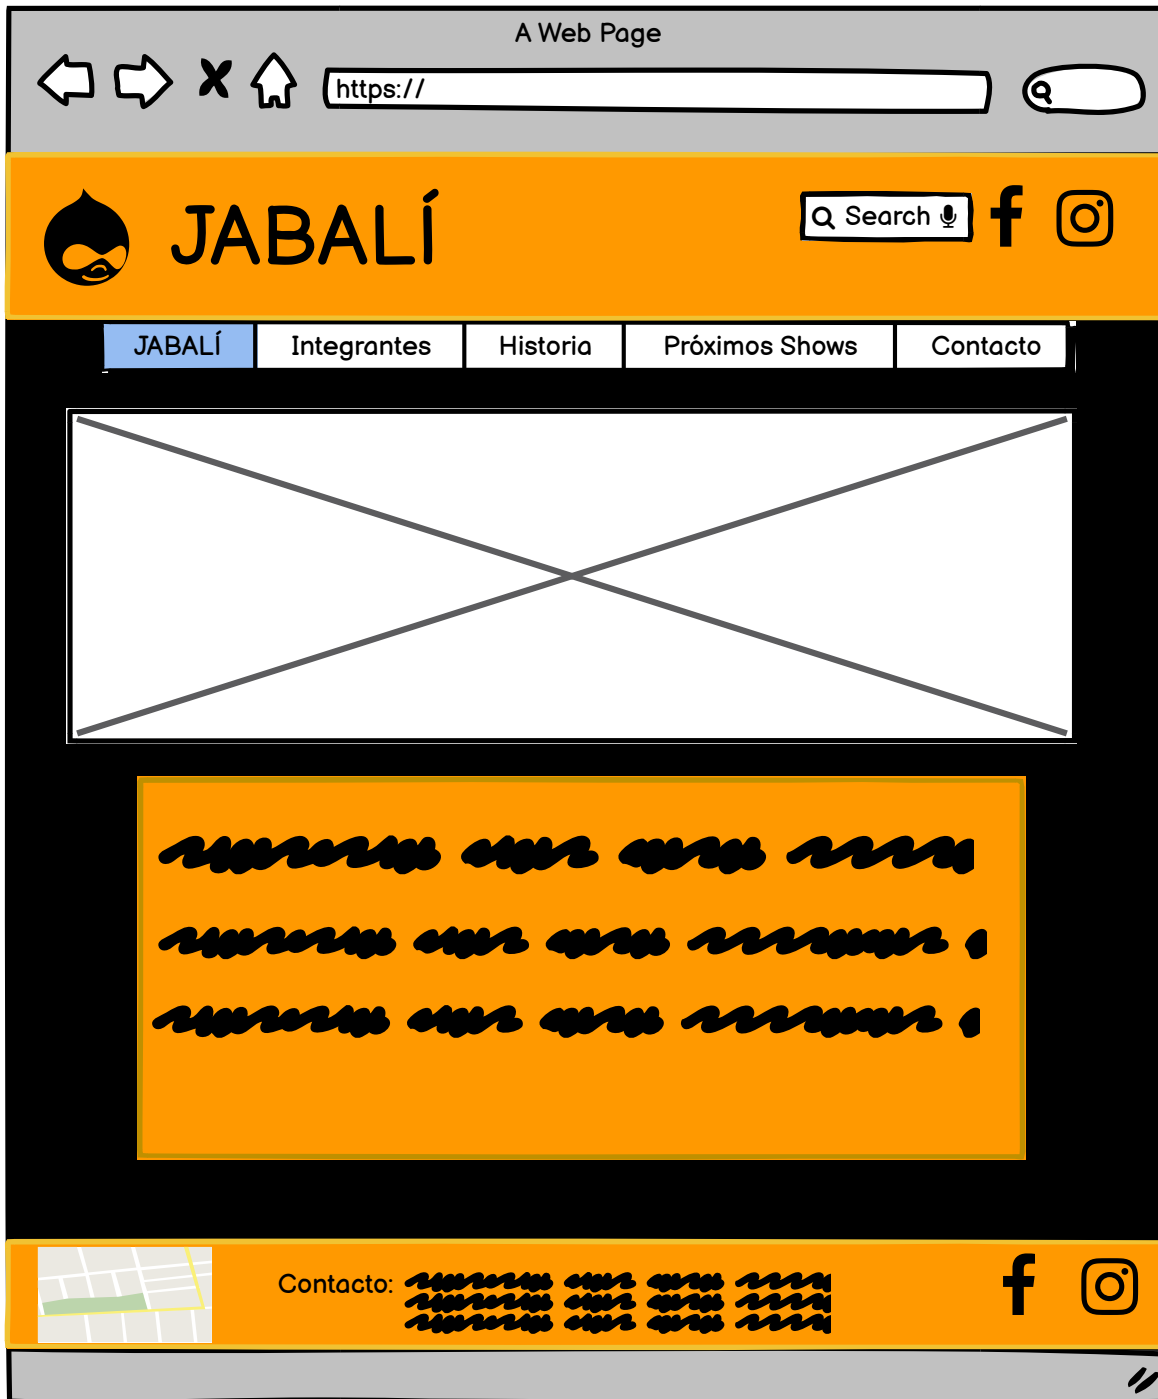 A Web Page
https://
JABALÍ
Search
JABALÍ Integrantes Historia Próximos Shows Contacto
Contacto: